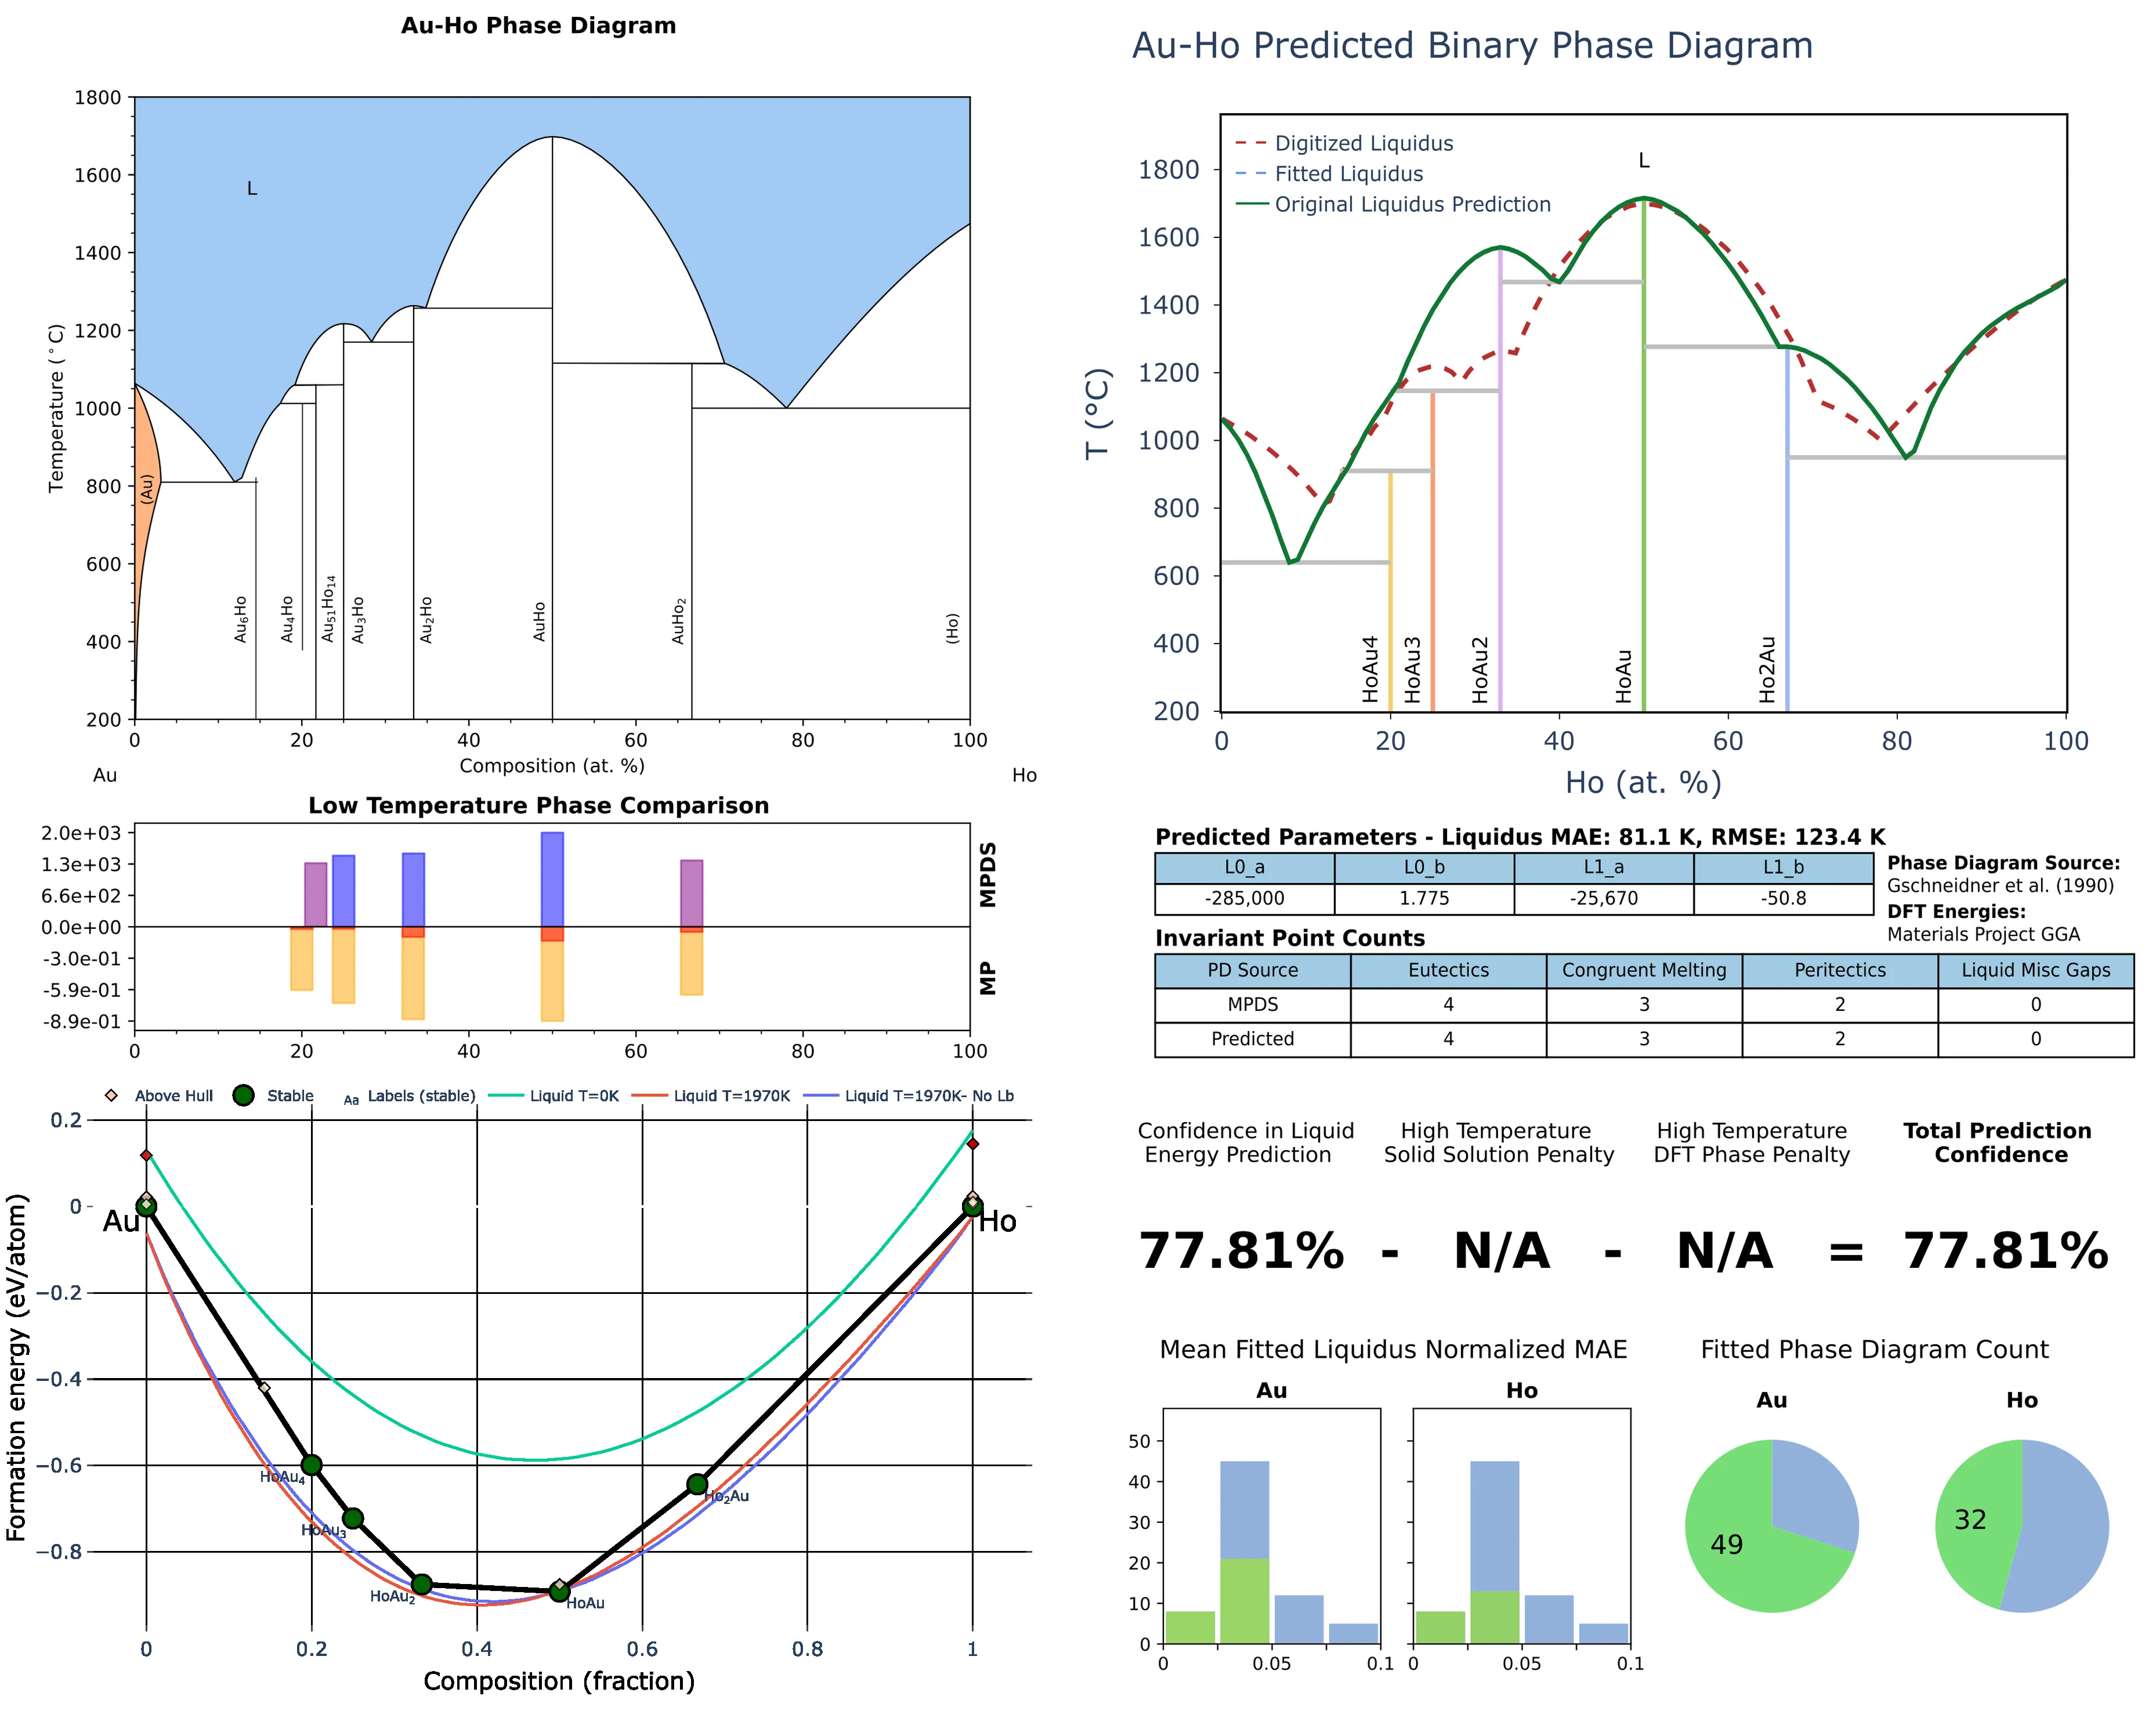 Au-Ho Phase Diagram
1800
1600
1400
1200
1000
800
600
400
200
Temperature (°C)
L
(Au)
Au6Ho
Au4Ho
Au51Ho14
Au3Ho
Au2Ho
AuHo
AuHo2
(Ho)
0 20 40 60 80 100
Composition (at. %)
Au Ho
Low Temperature Phase Comparison
2.0e+03
1.3e+03
6.6e+02
0.0e+00
-3.0e-01
-5.9e-01
-8.9e-01
MPDS
MP
0 20 40 60 80 100
Above Hull Stable Aa Labels (stable) Liquid T=0K Liquid T=1970K Liquid T=1970K- No Lb
0.2
0
−0.2
−0.4
−0.6
−0.8
Formation energy (eV/atom)
Au
Ho
HoAu4
HoAu3
HoAu2
HoAu
Ho2Au
0 0.2 0.4 0.6 0.8 1
Composition (fraction)
Au-Ho Predicted Binary Phase Diagram
Digitized Liquidus
Fitted Liquidus
Original Liquidus Prediction
L
1800
1600
1400
1200
1000
800
600
400
200
T (°C)
HoAu4
HoAu3
HoAu2
HoAu
Ho2Au
0 20 40 60 80 100
Ho (at. %)
Predicted Parameters - Liquidus MAE: 81.1 K, RMSE: 123.4 K
L0_a L0_b L1_a L1_b
-285,000 1.775 -25,670 -50.8
Phase Diagram Source:
Gschneidner et al. (1990)
DFT Energies:
Materials Project GGA
Invariant Point Counts
PD Source Eutectics Congruent Melting Peritectics Liquid Misc Gaps
MPDS 4 3 2 0
Predicted 4 3 2 0
Confidence in Liquid
Energy Prediction
High Temperature
Solid Solution Penalty
High Temperature
DFT Phase Penalty
Total Prediction
Confidence
77.81% - N/A - N/A = 77.81%
Mean Fitted Liquidus Normalized MAE
Au
Ho
50
40
30
20
10
0
0 0.05 0.1
0 0.05 0.1
Fitted Phase Diagram Count
Au
Ho
49
32